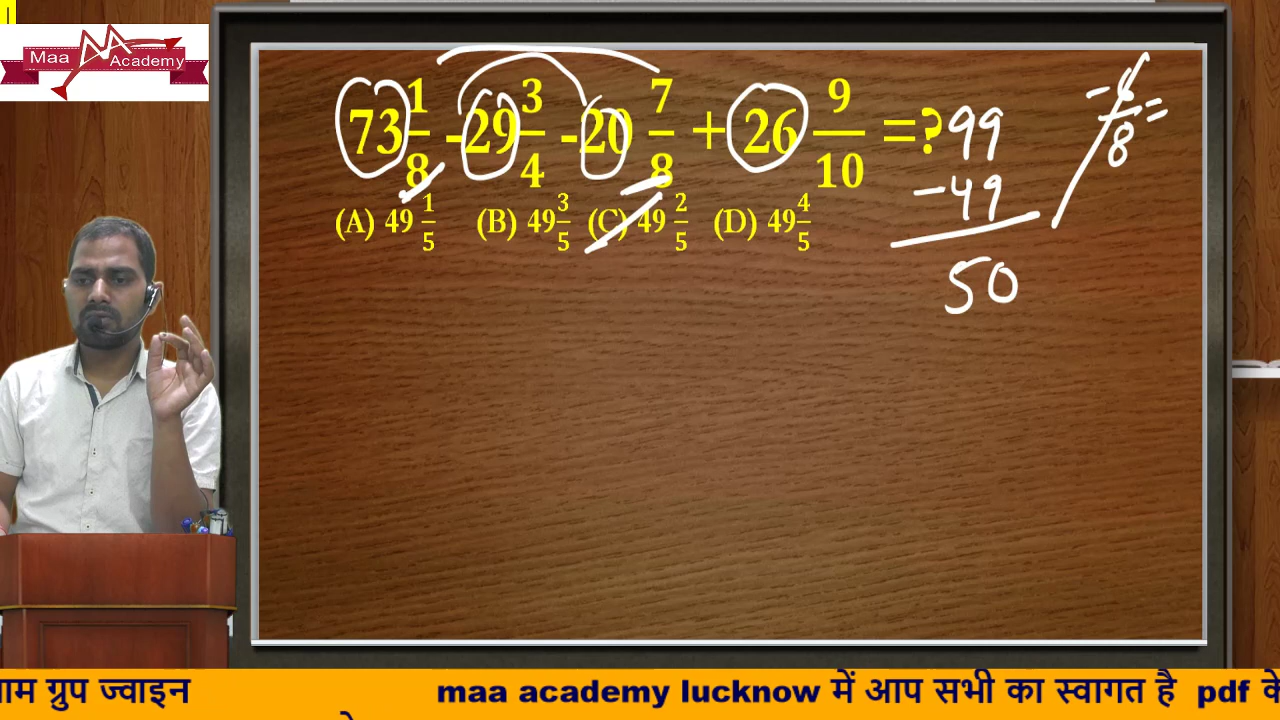 Maa Academy
73 1/8 - 29 3/4 - 20 7/8 + 26 9/10 = ?
(A) 49 1/5 (B) 49 3/5 (C) 49 2/5 (D) 49 4/5
99
-49
50
8 =
ाम ग्रुप ज्वाइन maa academy lucknow में आप सभी का स्वागत है pdf के